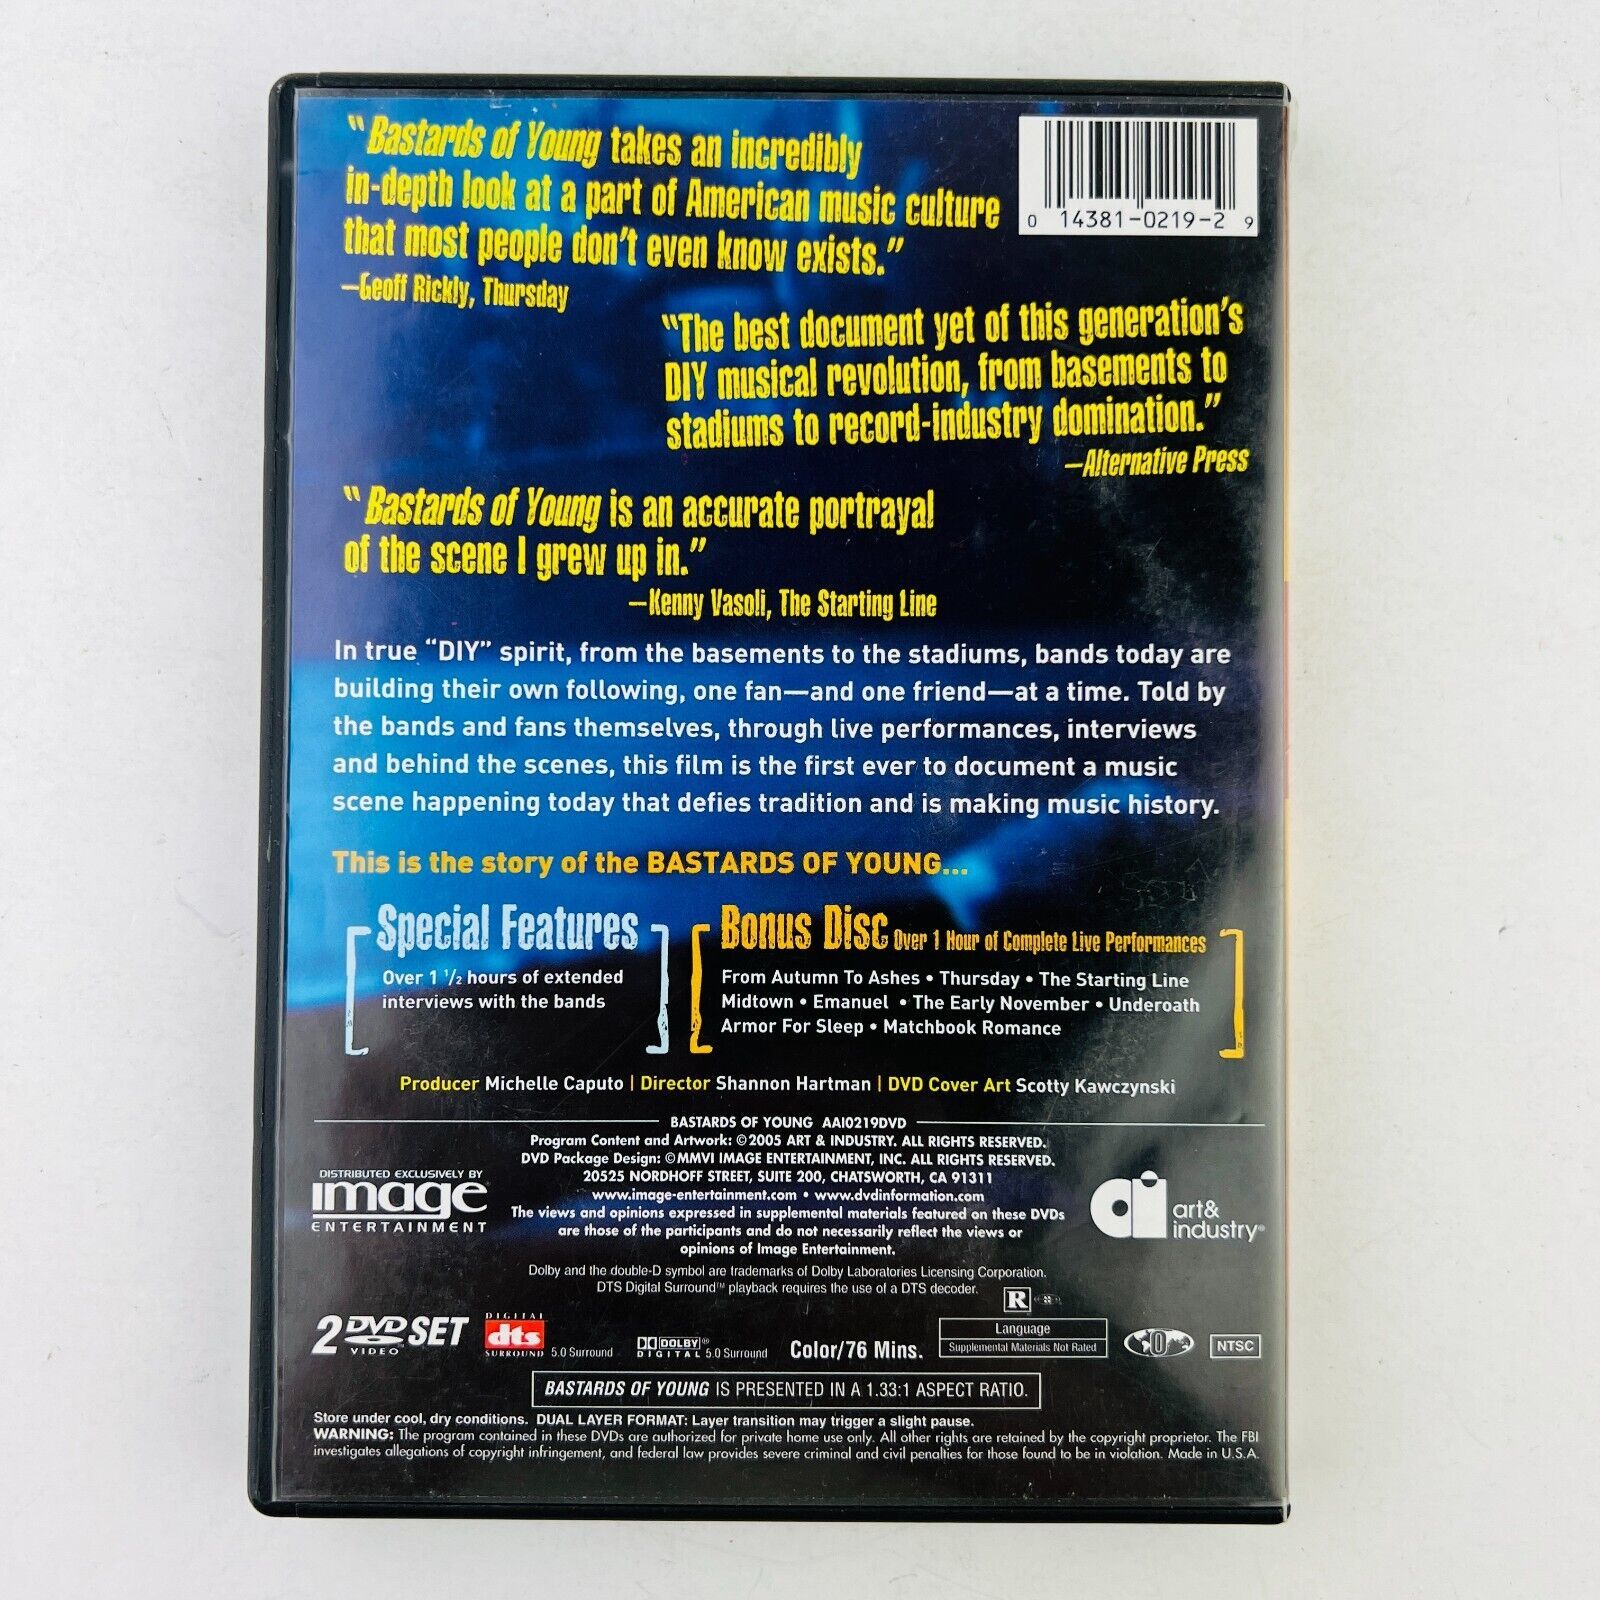 "Bastards of Young takes an incredibly
in-depth look at a part of American music culture
that most people don't even know exists."
—Geoff Rickly, Thursday
0 14381-0219-2 9
"The best document yet of this generation's
DIY musical revolution, from basements to
stadiums to record-industry domination."
—Alternative Press
"Bastards of Young is an accurate portrayal
of the scene I grew up in."
—Kenny Vasoli, The Starting Line
In true "DIY" spirit, from the basements to the stadiums, bands today are
building their own following, one fan—and one friend—at a time. Told by
the bands and fans themselves, through live performances, interviews
and behind the scenes, this film is the first ever to document a music
scene happening today that defies tradition and is making music history.
This is the story of the BASTARDS OF YOUNG...
Special Features
Over 1 1/2 hours of extended
interviews with the bands
Bonus Disc Over 1 Hour of Complete Live Performances
From Autumn To Ashes • Thursday • The Starting Line
Midtown • Emanuel • The Early November • Underoath
Armor For Sleep • Matchbook Romance
Producer Michelle Caputo | Director Shannon Hartman | DVD Cover Art Scotty Kawczynski
BASTARDS OF YOUNG AAI0219DVD
Program Content and Artwork: ©2005 ART & INDUSTRY. ALL RIGHTS RESERVED.
DVD Package Design: ©MMVI IMAGE ENTERTAINMENT, INC. ALL RIGHTS RESERVED.
20525 NORDHOFF STREET, SUITE 200, CHATSWORTH, CA 91311
www.image-entertainment.com • www.dvdinformation.com
The views and opinions expressed in supplemental materials featured on these DVDs
are those of the participants and do not necessarily reflect the views or
opinions of Image Entertainment.
Dolby and the double-D symbol are trademarks of Dolby Laboratories Licensing Corporation.
DTS Digital Surround™ playback requires the use of a DTS decoder.
DISTRIBUTED EXCLUSIVELY BY
image
ENTERTAINMENT
ai art&
industry®
R
2 DVD SET
VIDEO™
DIGITAL
dts
SURROUND 5.0 Surround
DOLBY®
DIGITAL 5.0 Surround
Color/76 Mins.
Language
Supplemental Materials Not Rated
0
NTSC
BASTARDS OF YOUNG IS PRESENTED IN A 1.33:1 ASPECT RATIO.
Store under cool, dry conditions. DUAL LAYER FORMAT: Layer transition may trigger a slight pause.
WARNING: The program contained in these DVDs are authorized for private home use only. All other rights are retained by the copyright proprietor. The FBI
investigates allegations of copyright infringement, and federal law provides severe criminal and civil penalties for those found to be in violation. Made in U.S.A.